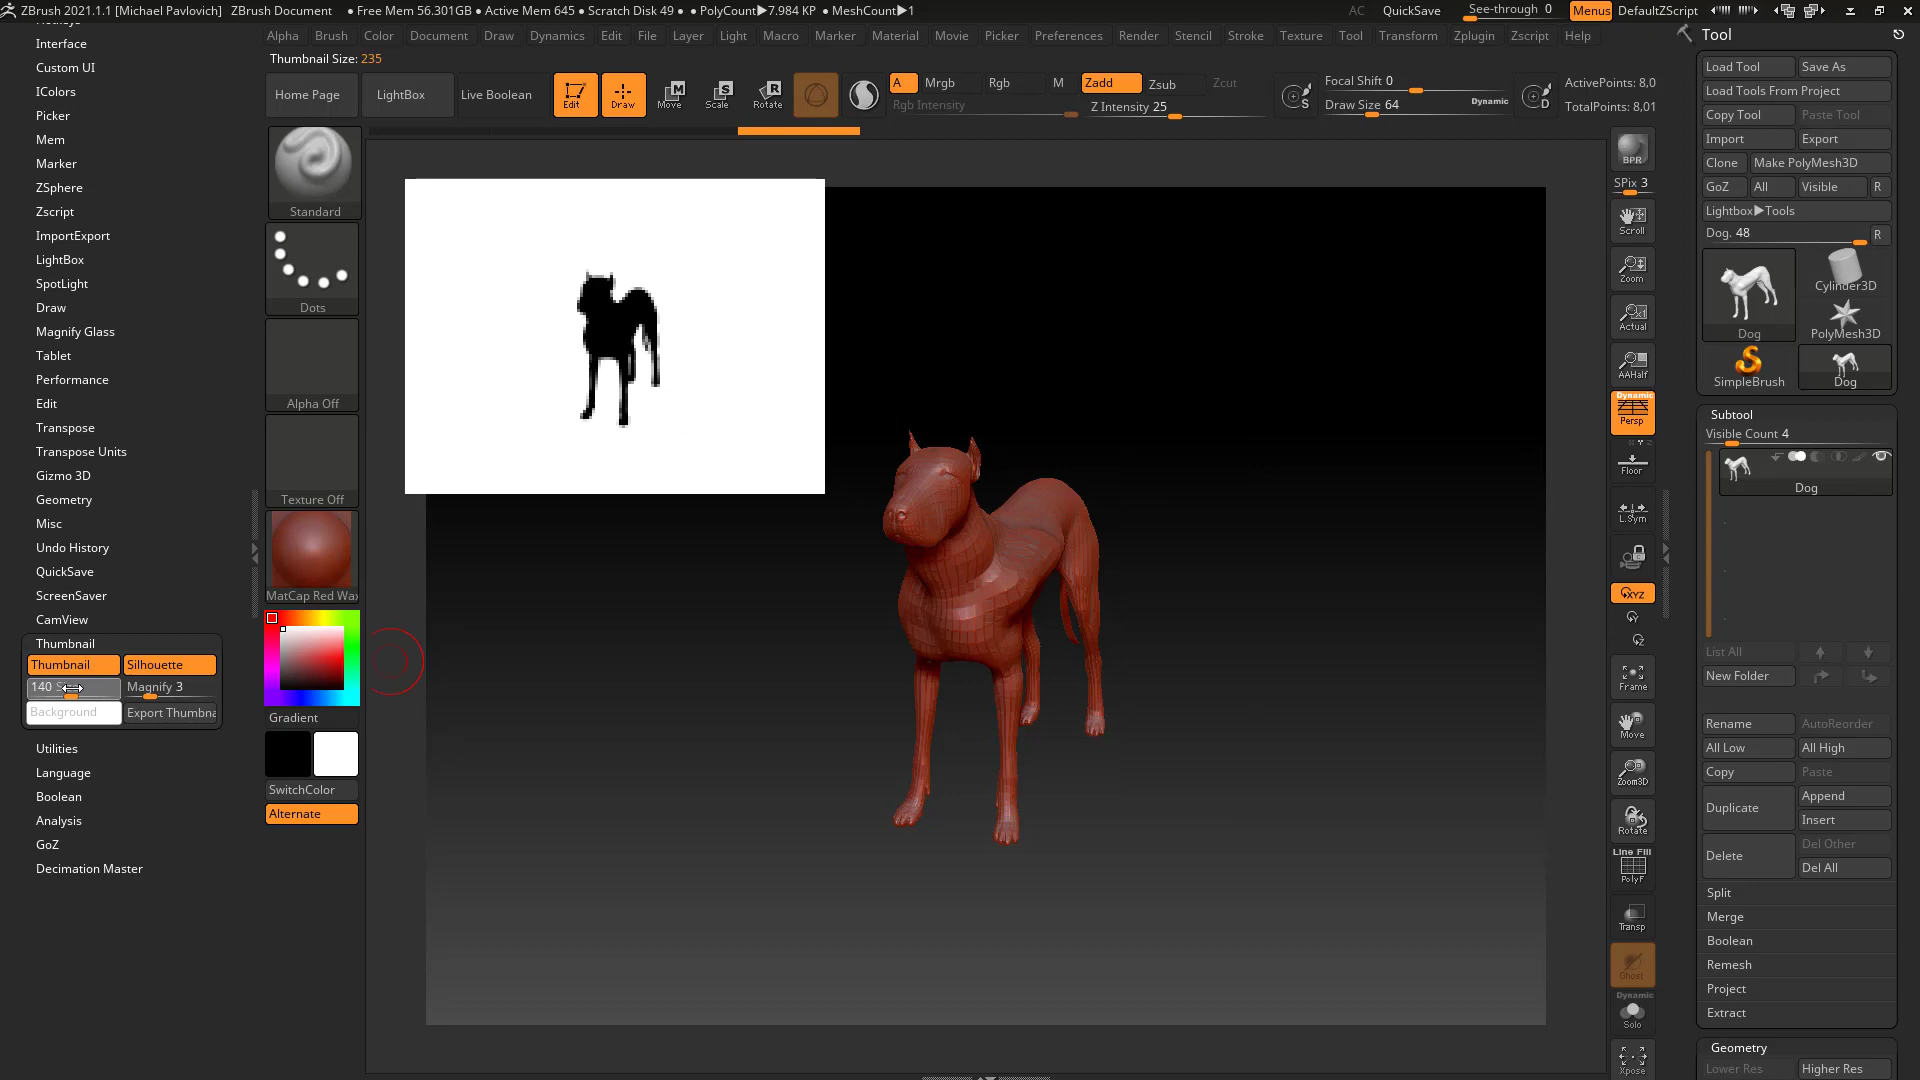 ZBrush 2021.1.1 [Michael Pavlovich] ZBrush Document ● Free Mem 56.301GB ● Active Mem 645 ● Scratch Disk 49 ● ● PolyCount▶7.984 KP ● MeshCount▶1 AC QuickSave See-through 0 Menus DefaultZScript
Alpha Brush Color Document Draw Dynamics Edit File Layer Light Macro Marker Material Movie Picker Preferences Render Stencil Stroke Texture Tool Transform Zplugin Zscript Help
Thumbnail Size: 235
Home Page LightBox Live Boolean Edit Draw Move Scale Rotate
A Mrgb Rgb M Zadd Zsub Zcut
Rgb Intensity Z Intensity 25
S Focal Shift 0
Draw Size 64 Dynamic
D ActivePoints: 8,0
TotalPoints: 8,01
Interface
Custom UI
IColors
Picker
Mem
Marker
ZSphere
Zscript
ImportExport
LightBox
SpotLight
Draw
Magnify Glass
Tablet
Performance
Edit
Transpose
Transpose Units
Gizmo 3D
Geometry
Misc
Undo History
QuickSave
ScreenSaver
CamView
Thumbnail
Thumbnail Silhouette
140 Magnify 3
Background Export Thumbna
Utilities
Language
Boolean
Analysis
GoZ
Decimation Master
Standard
Dots
Alpha Off
Texture Off
MatCap Red Wax
Gradient
SwitchColor
Alternate
BPR
SPix 3
Scroll
Zoom
Actual
AAHalf
Dynamic
Persp
Floor
L.Sym
XYZ
Frame
Move
Zoom3D
Rotate
Line Fill
PolyF
Transp
Ghost
Dynamic
Solo
Xpose
Tool
Load Tool Save As
Load Tools From Project
Copy Tool Paste Tool
Import Export
Clone Make PolyMesh3D
GoZ All Visible R
Lightbox▶Tools
Dog. 48 R
Dog Cylinder3D
PolyMesh3D
SimpleBrush Dog
Subtool
Visible Count 4
Dog
List All
New Folder
Rename AutoReorder
All Low All High
Copy Paste
Duplicate Append
Insert
Delete Del Other
Del All
Split
Merge
Boolean
Remesh
Project
Extract
Geometry
Lower Res Higher Res